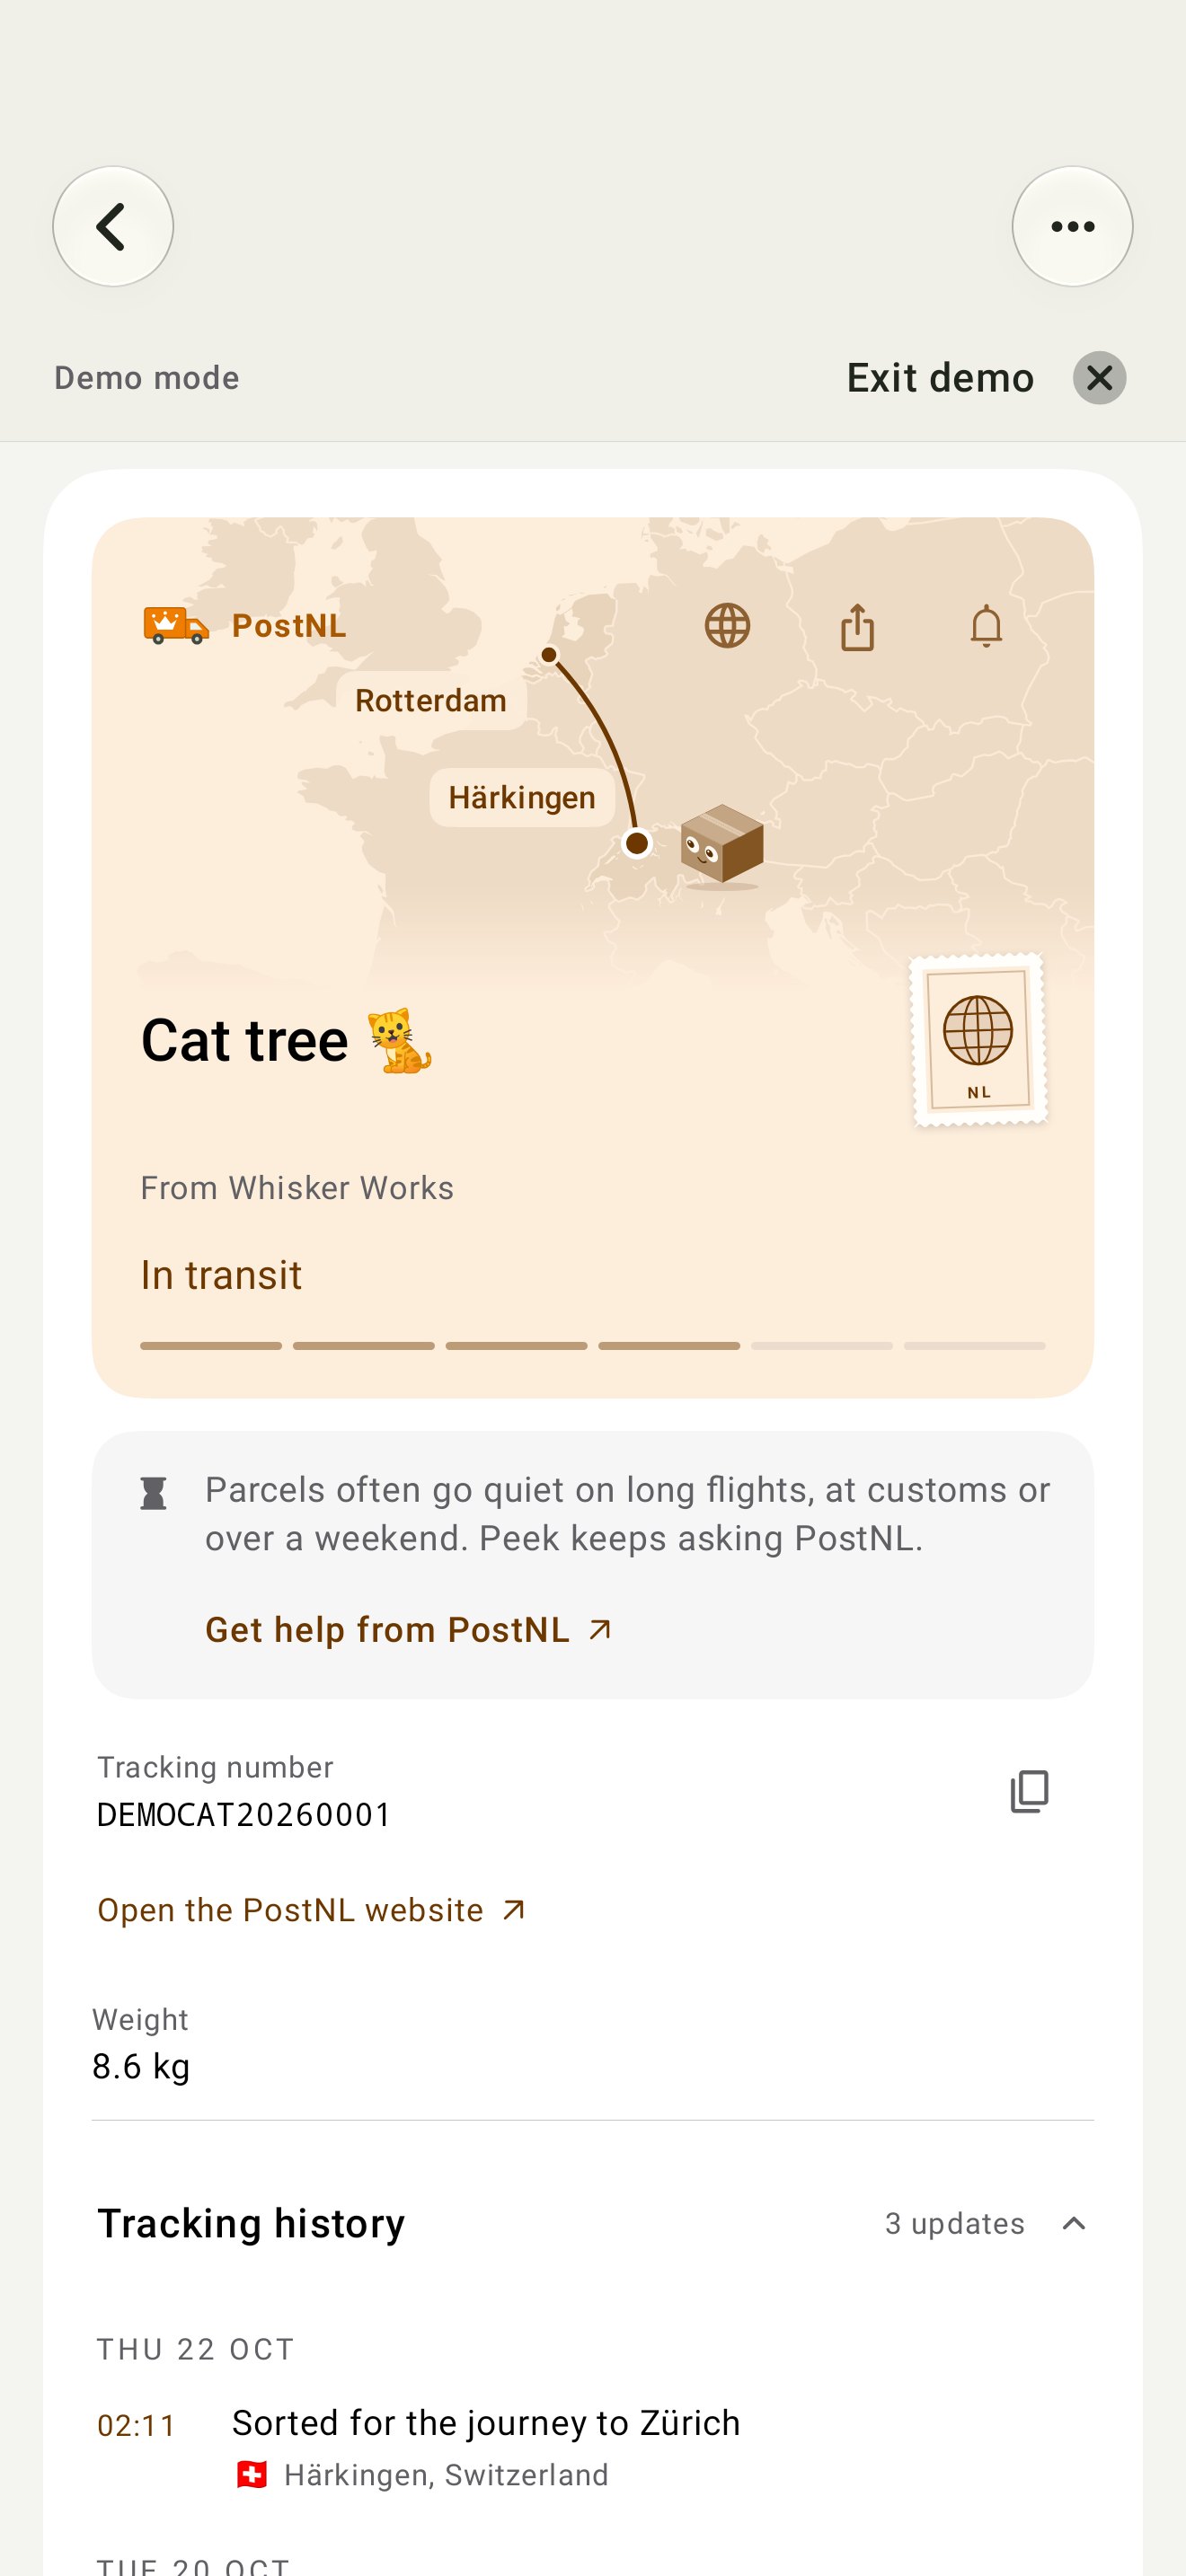 Demo mode
Exit demo
PostNL
Rotterdam
Härkingen
Cat tree 🐈
NL
From Whisker Works
In transit
Parcels often go quiet on long flights, at customs or
over a weekend. Peek keeps asking PostNL.
Get help from PostNL
Tracking number
DEMOCAT20260001
Open the PostNL website
Weight
8.6 kg
Tracking history
3 updates
THU 22 OCT
02:11
Sorted for the journey to Zürich
🇨🇭 Härkingen, Switzerland
TUE 20 OCT